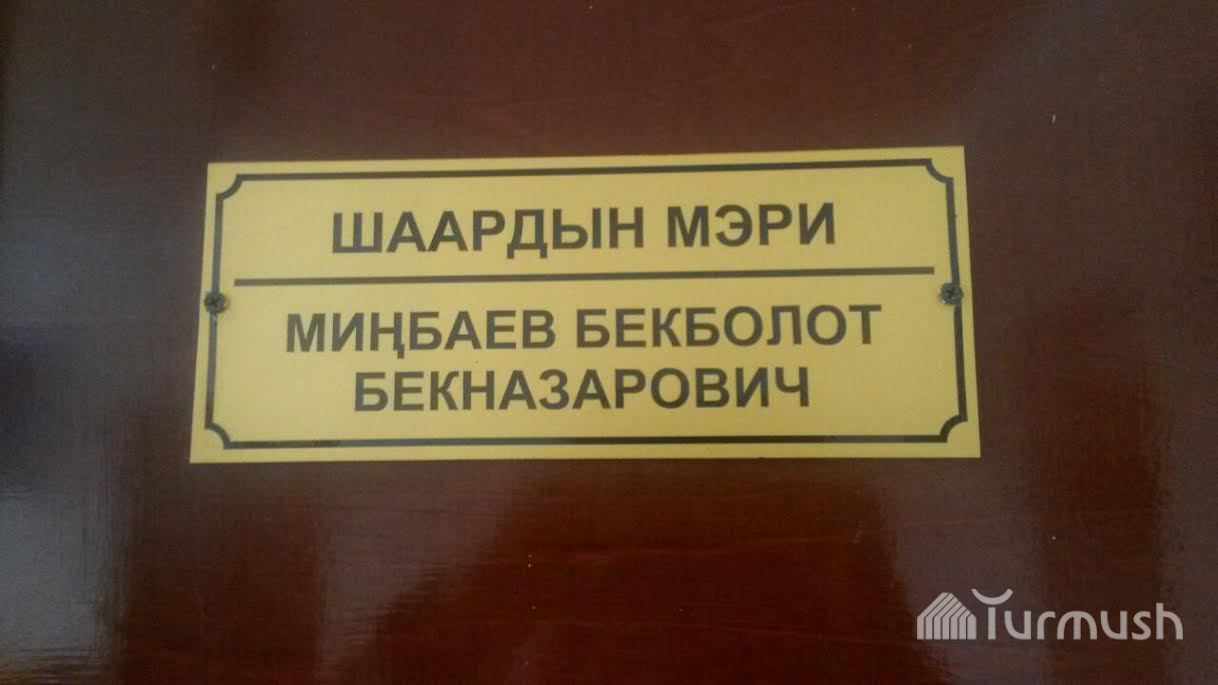 ШААРДЫН МЭРИ
МИҢБАЕВ БЕКБОЛОТ
БЕКНАЗАРОВИЧ
Turmush